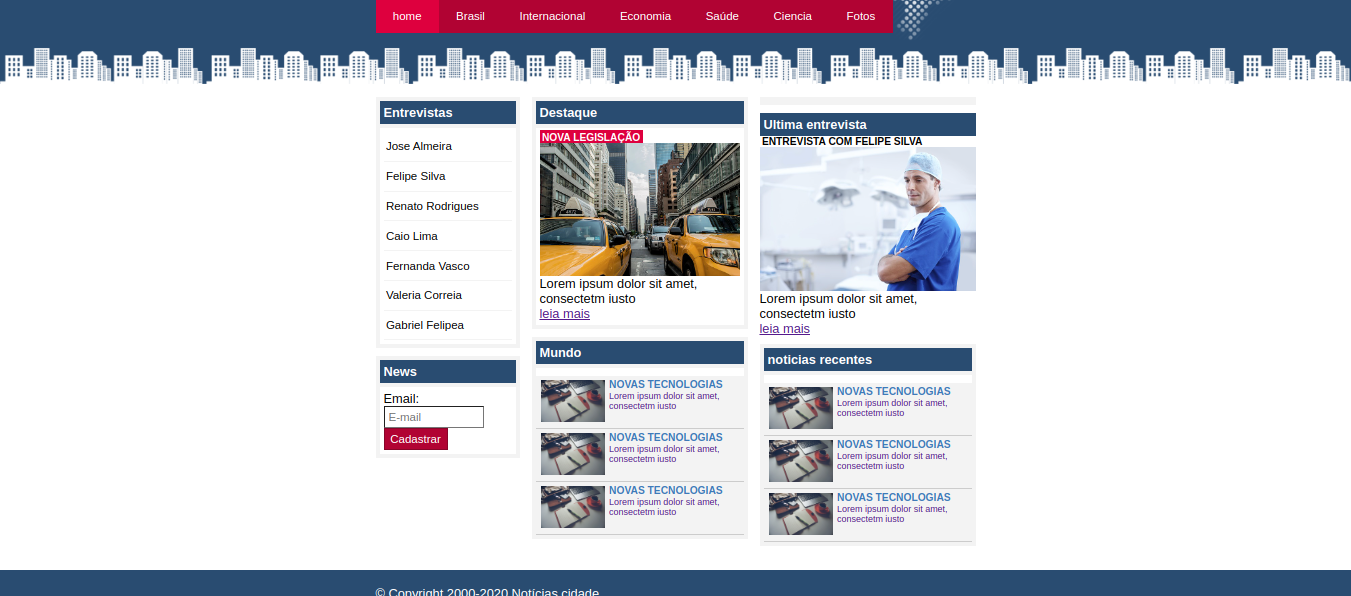 home Brasil Internacional Economia Saúde Ciencia Fotos
Entrevistas
Jose Almeira
Felipe Silva
Renato Rodrigues
Caio Lima
Fernanda Vasco
Valeria Correia
Gabriel Felipea
News
Email:
E-mail
Cadastrar
Destaque
NOVA LEGISLAÇÃO
Lorem ipsum dolor sit amet,
consectetm iusto
leia mais
Mundo
NOVAS TECNOLOGIAS
Lorem ipsum dolor sit amet,
consectetm iusto
NOVAS TECNOLOGIAS
Lorem ipsum dolor sit amet,
consectetm iusto
NOVAS TECNOLOGIAS
Lorem ipsum dolor sit amet,
consectetm iusto
Ultima entrevista
ENTREVISTA COM FELIPE SILVA
Lorem ipsum dolor sit amet,
consectetm iusto
leia mais
noticias recentes
NOVAS TECNOLOGIAS
Lorem ipsum dolor sit amet,
consectetm iusto
NOVAS TECNOLOGIAS
Lorem ipsum dolor sit amet,
consectetm iusto
NOVAS TECNOLOGIAS
Lorem ipsum dolor sit amet,
consectetm iusto
© Copyright 2000-2020 Notícias cidade